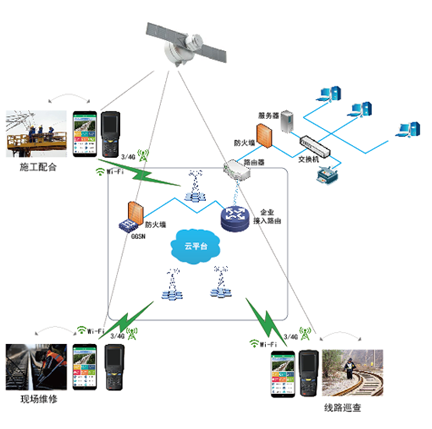 服务器
防火墙
路由器
交换机
3/4G
Wi-Fi
施工配合
防火墙
GGSN
企业
接入路由
云平台
Wi-Fi
3/4G
现场维修
3/4G
Wi-Fi
线路巡查